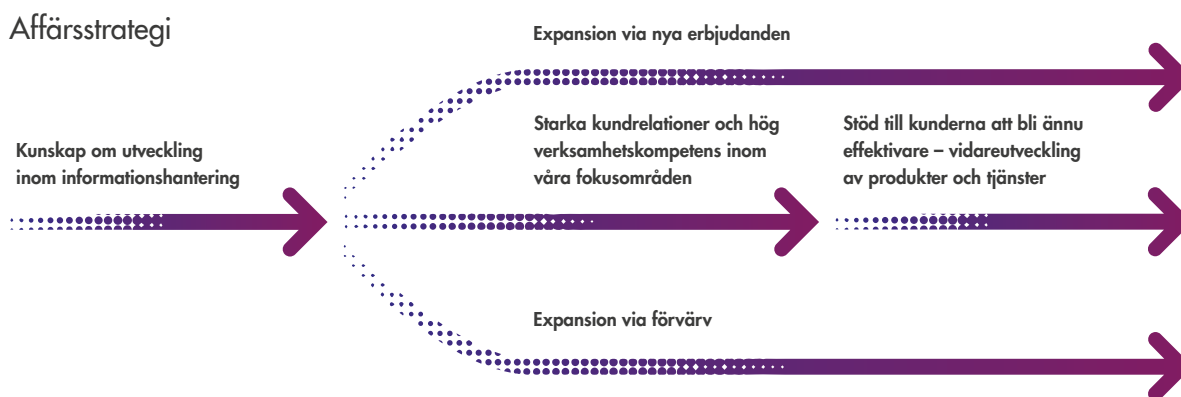 Affärsstrategi
Expansion via nya erbjudanden
Kunskap om utveckling
inom informationshantering
Starka kundrelationer och hög
verksamhetskompetens inom
våra fokusområden
Stöd till kunderna att bli ännu
effektivare – vidareutveckling
av produkter och tjänster
Expansion via förvärv